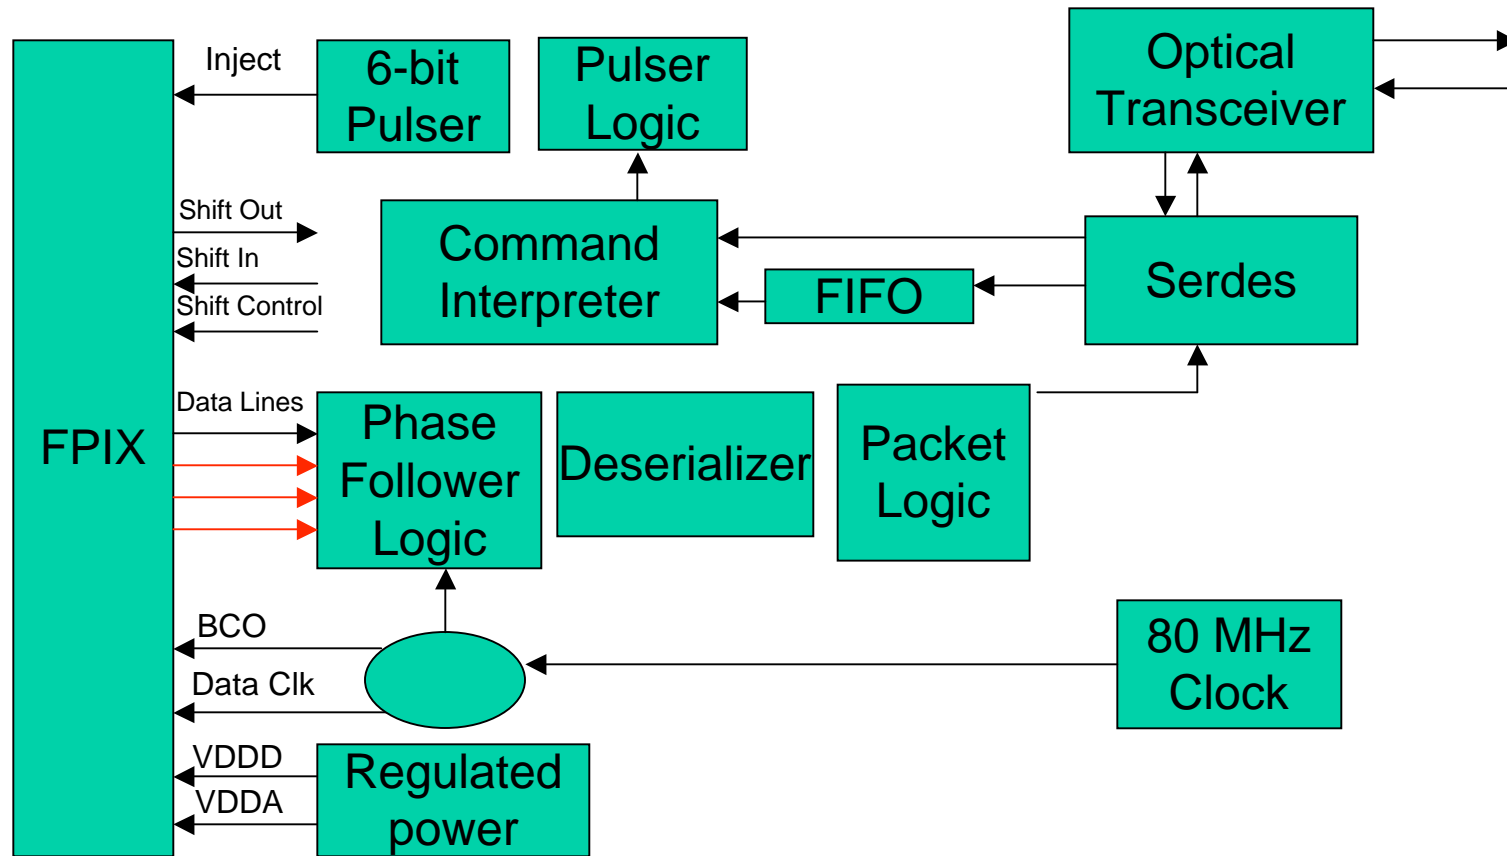 Inject
6-bit
Pulser
Pulser
Logic
Optical
Transceiver
Shift Out
Shift In
Shift Control
Command
Interpreter
FIFO
Serdes
FPIX
Data Lines
Phase
Follower
Logic
Deserializer
Packet
Logic
BCO
Data Clk
80 MHz
Clock
VDDD
VDDA
Regulated
power